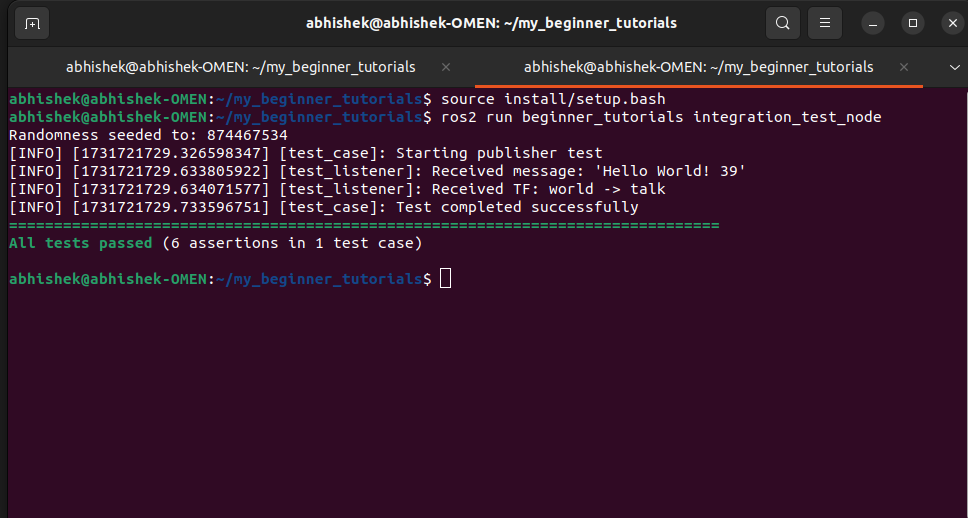 abhishek@abhishek-OMEN: ~/my_beginner_tutorials
abhishek@abhishek-OMEN: ~/my_beginner_tutorials
abhishek@abhishek-OMEN: ~/my_beginner_tutorials
abhishek@abhishek-OMEN:~/my_beginner_tutorials$ source install/setup.bash
abhishek@abhishek-OMEN:~/my_beginner_tutorials$ ros2 run beginner_tutorials integration_test_node
Randomness seeded to: 874467534
[INFO] [1731721729.326598347] [test_case]: Starting publisher test
[INFO] [1731721729.633805922] [test_listener]: Received message: 'Hello World! 39'
[INFO] [1731721729.634071577] [test_listener]: Received TF: world -> talk
[INFO] [1731721729.733596751] [test_case]: Test completed successfully
===============================================================================
All tests passed (6 assertions in 1 test case)
abhishek@abhishek-OMEN:~/my_beginner_tutorials$